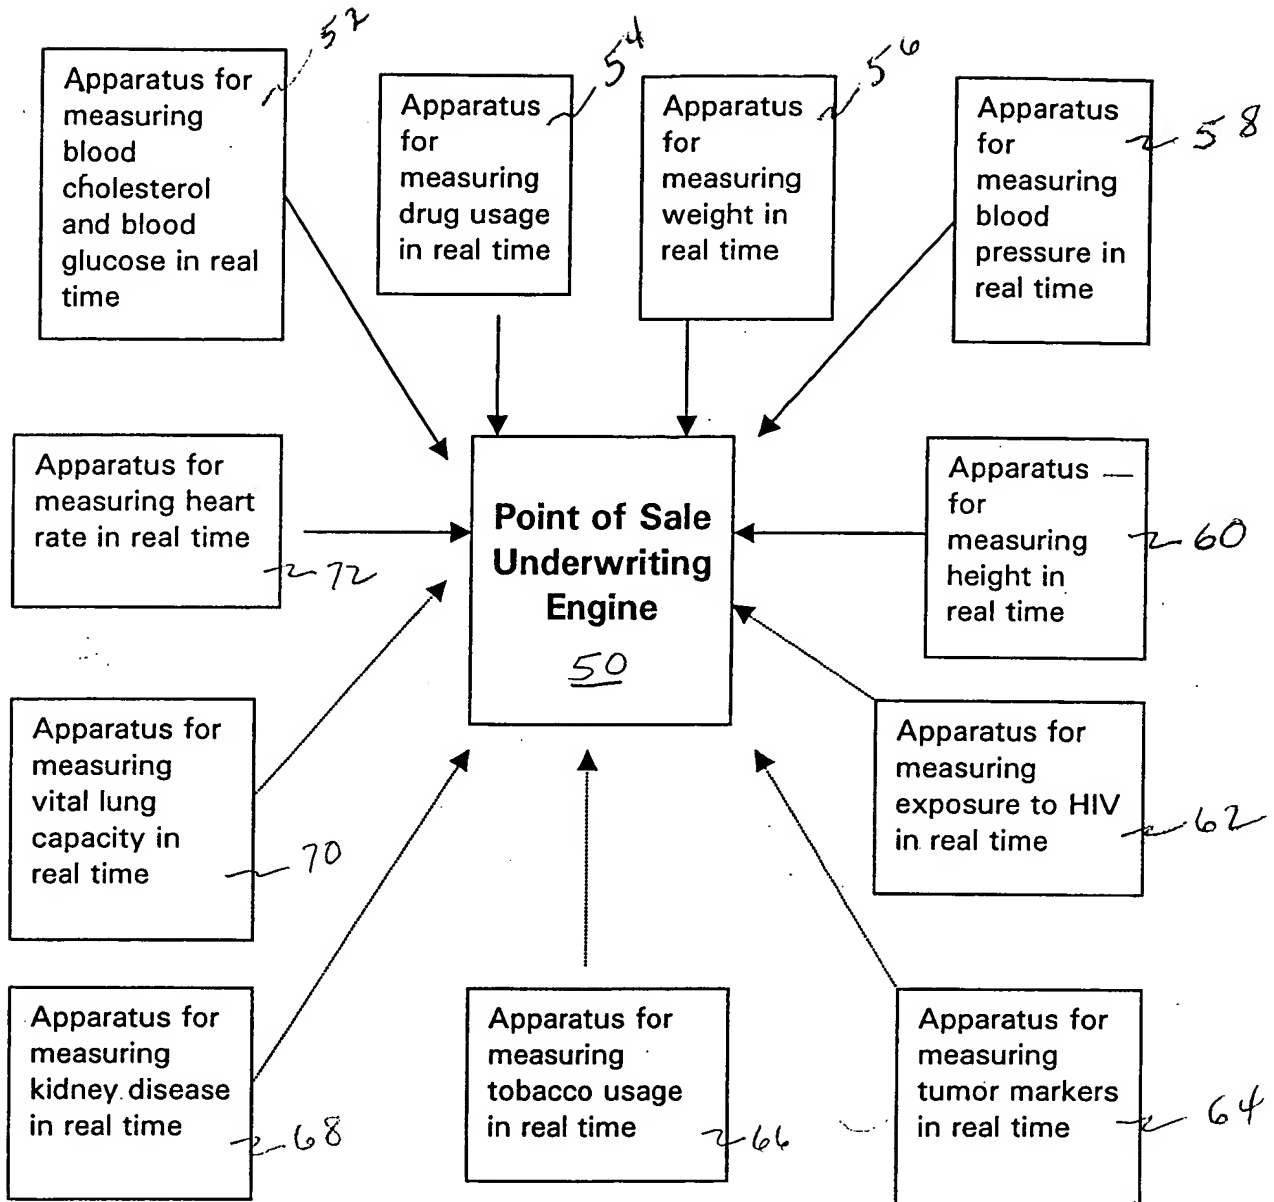 52
Apparatus for
measuring
blood
cholesterol
and blood
glucose in real
time
54
Apparatus
for
measuring
drug usage
in real time
56
Apparatus
for
measuring
weight in
real time
58
Apparatus
for
measuring
blood
pressure in
real time
Apparatus for
measuring heart
rate in real time
72
Point of Sale
Underwriting
Engine
50
Apparatus
for
measuring
height in
real time
60
Apparatus for
measuring
vital lung
capacity in
real time
70
Apparatus for
measuring
exposure to HIV
in real time
62
Apparatus for
measuring
kidney disease
in real time
68
Apparatus for
measuring
tobacco usage
in real time
66
Apparatus for
measuring
tumor markers
in real time
64